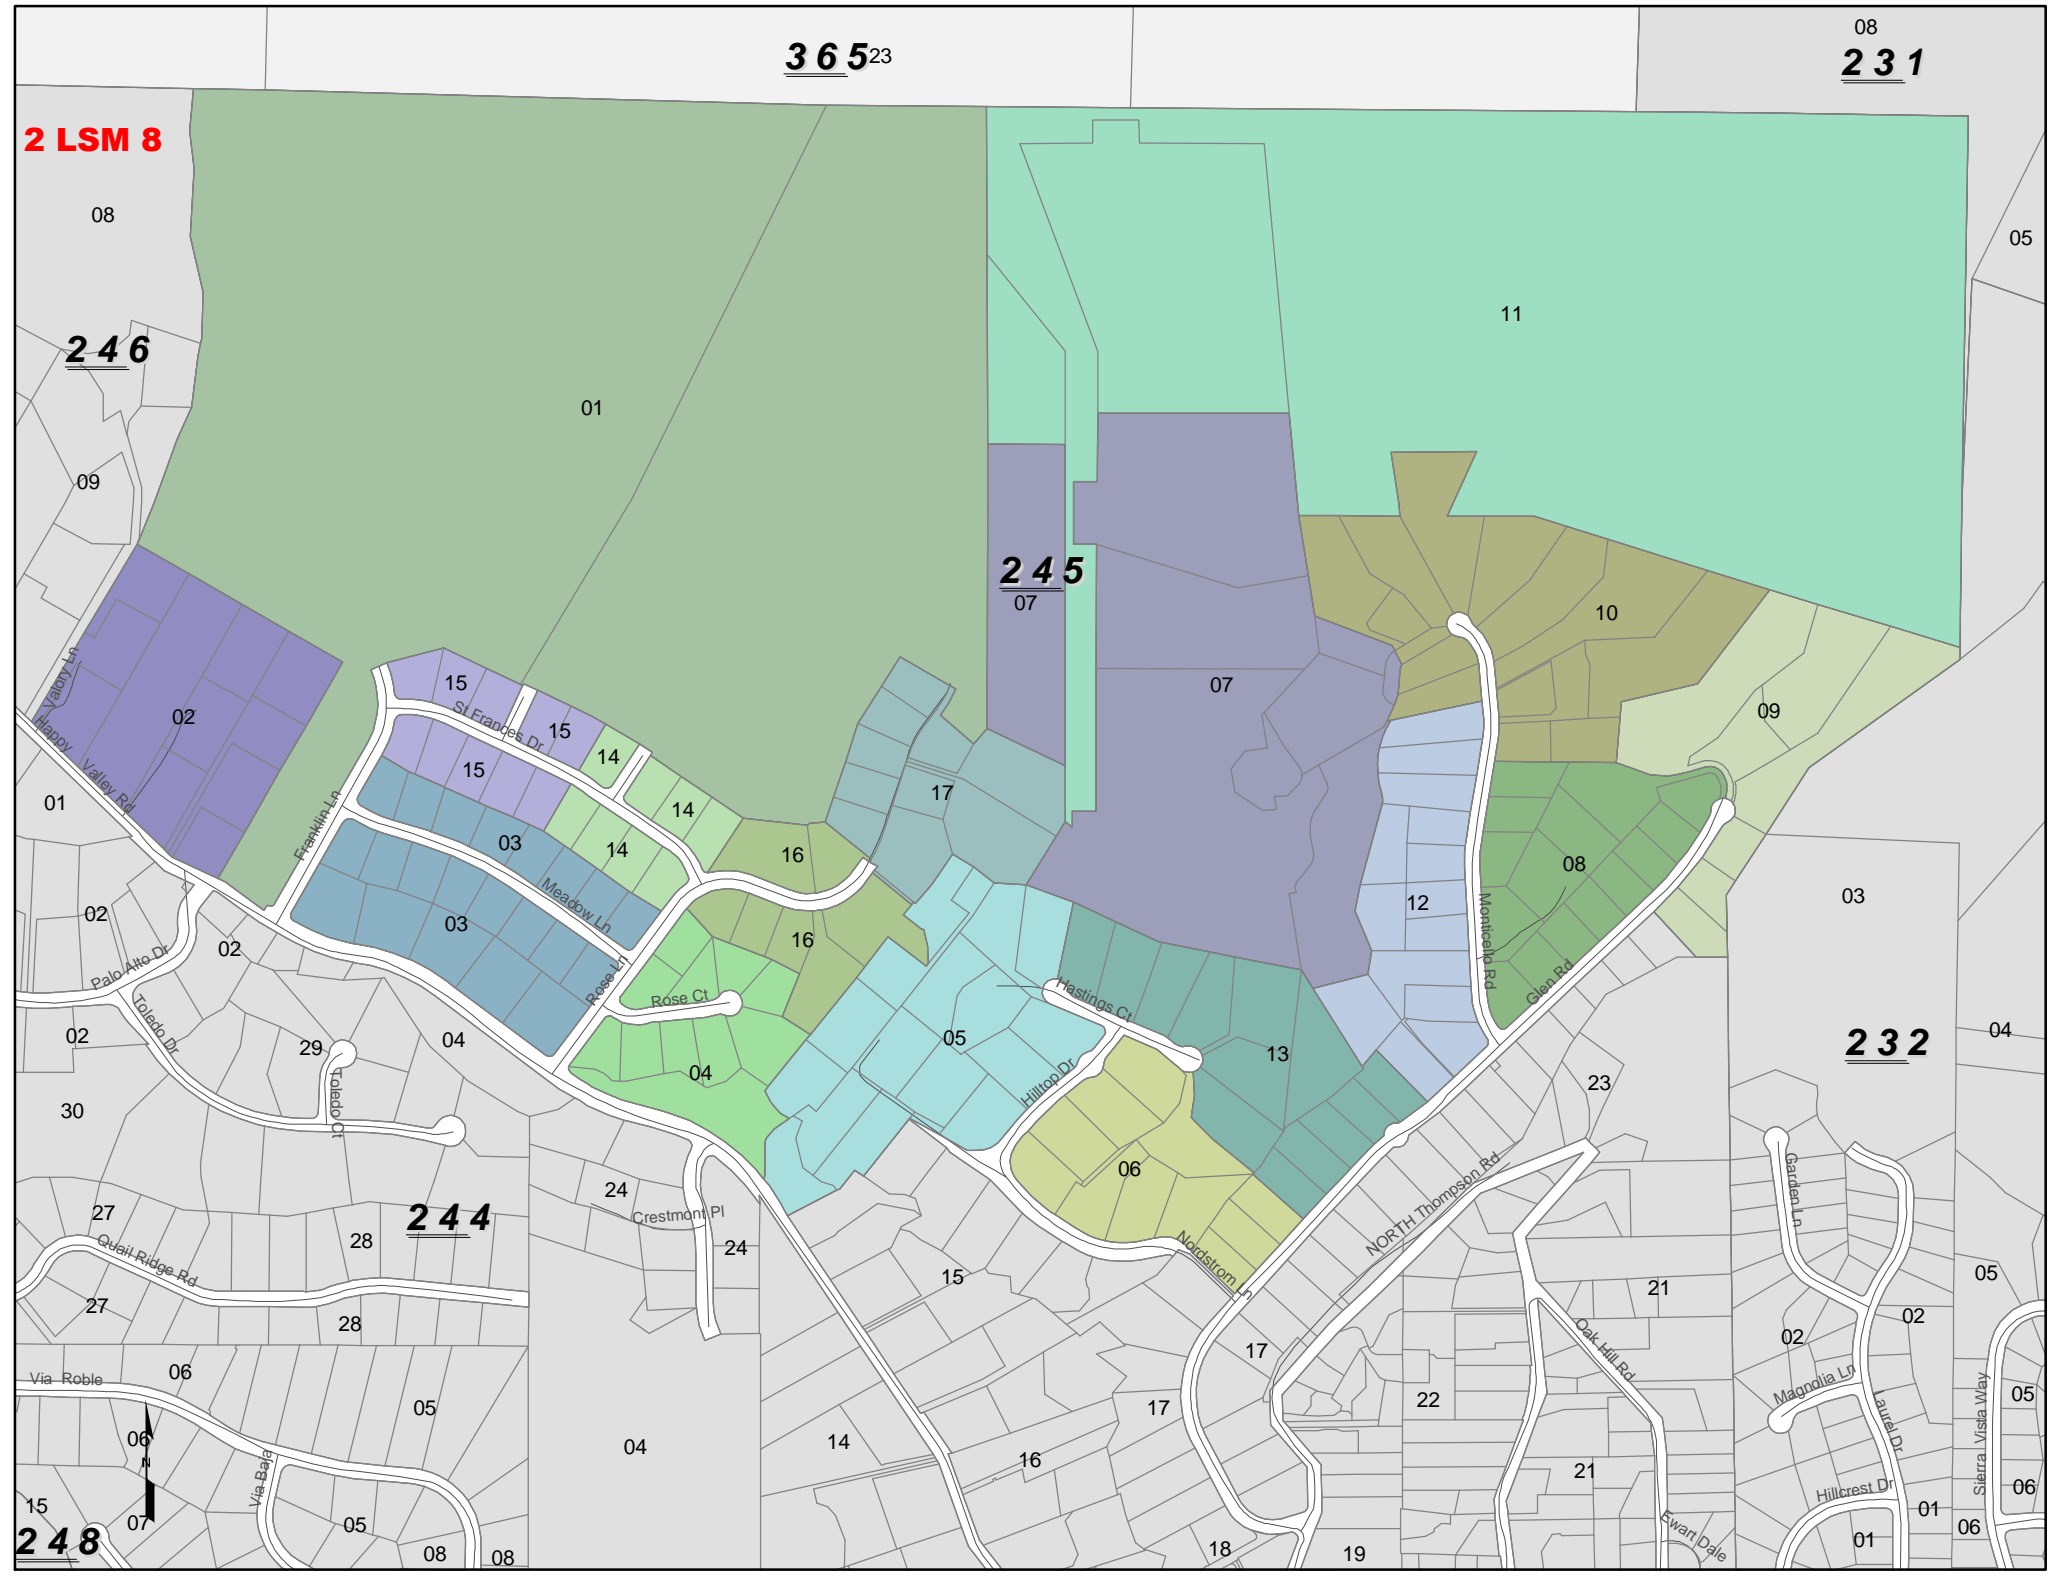 08
3 6 5 23
2 3 1
2 LSM 8
08
05
11
2 4 6
01
09
2 4 5
07
10
Valory Ln
15
07
02
St Frances Dr
15
09
Happy
Valley Rd
15
14
01
17
14
Franklin Ln
03
14
16
08
02
Meadow Ln
03
12
03
16
Monticello Rd
02
Palo Alto Dr
Rose Ln
Rose Ct
Hastings Ct
Glen Rd
Toledo Dr
02
29
04
05
13
2 3 2
04
04
Toledo Ct
Hilltop Dr
23
30
06
NORTH Thompson Rd
Garden Ln
24
27
2 4 4
Crestmont Pl
28
24
Quail Ridge Rd
Nordstrom Ln
15
05
27
21
28
02
02
Oak Hill Rd
17
Via Roble
06
Magnolia Ln
05
05
17
22
Laurel Dr
Sierra Vista Way
06
N
04
14
16
21
Via Baja
Hillcrest Dr
06
15
07
05
01
06
2 4 8
Ewart Dale
01
08
08
18
19